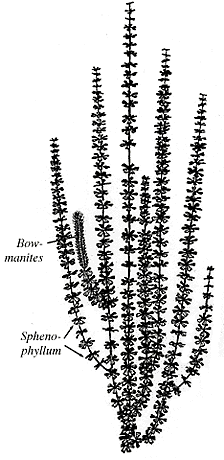 Bow-
manites
Spheno-
phyllum